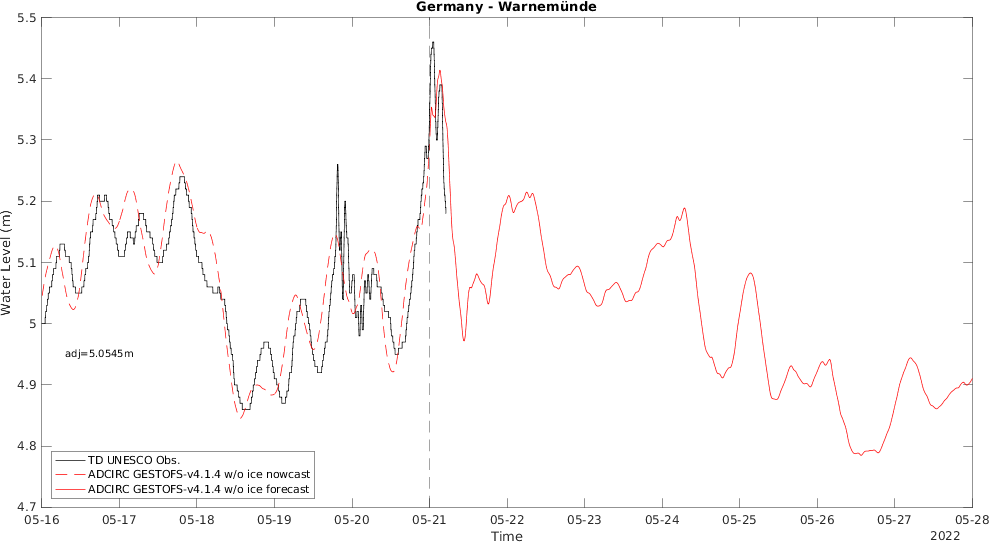 Germany - Warnemünde
5.5
5.4
5.3
5.2
5.1
5
4.9
4.8
4.7
Water Level (m)
adj=5.0545m
TD UNESCO Obs.
ADCIRC GESTOFS-v4.1.4 w/o ice nowcast
ADCIRC GESTOFS-v4.1.4 w/o ice forecast
05-16 05-17 05-18 05-19 05-20 05-21 05-22 05-23 05-24 05-25 05-26 05-27 05-28
Time
2022